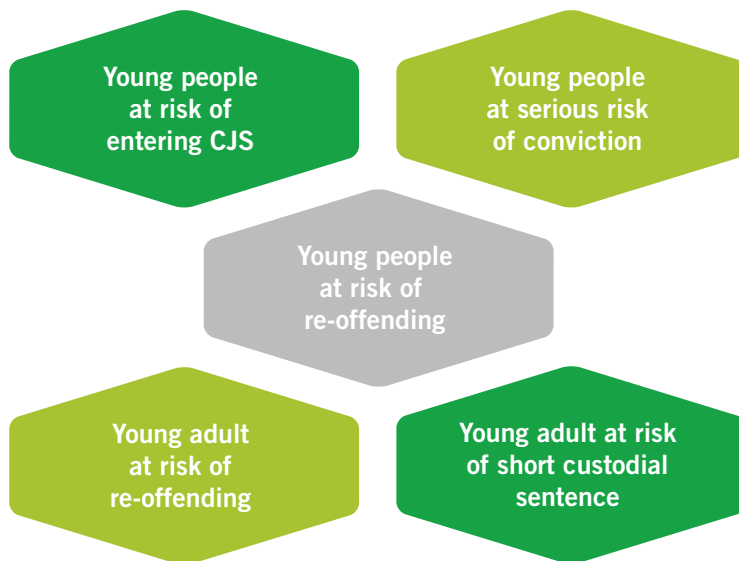 Young people
at risk of
entering CJS
Young people
at serious risk
of conviction
Young people
at risk of
re-offending
Young adult
at risk of
re-offending
Young adult at risk
of short custodial
sentence